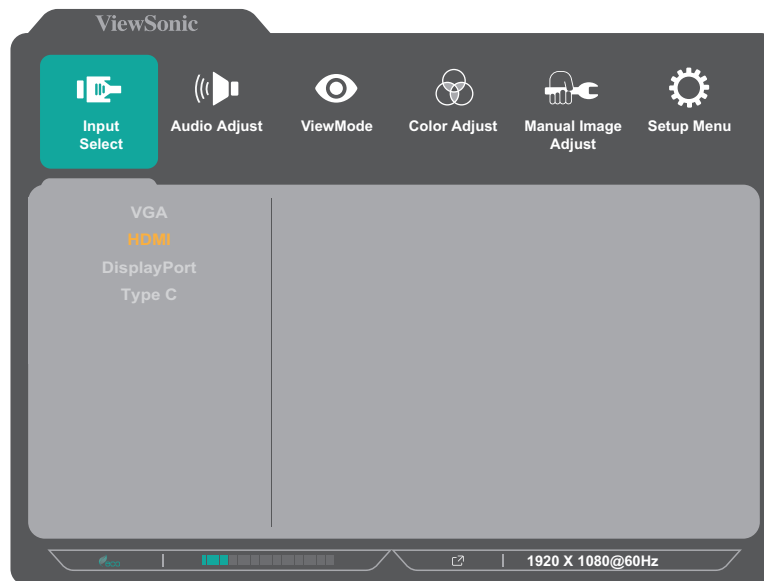 ViewSonic
Input
Select
Audio Adjust
ViewMode
Color Adjust
Manual Image
Adjust
Setup Menu
VGA
HDMI
DisplayPort
Type C
eco
1920 X 1080@60Hz